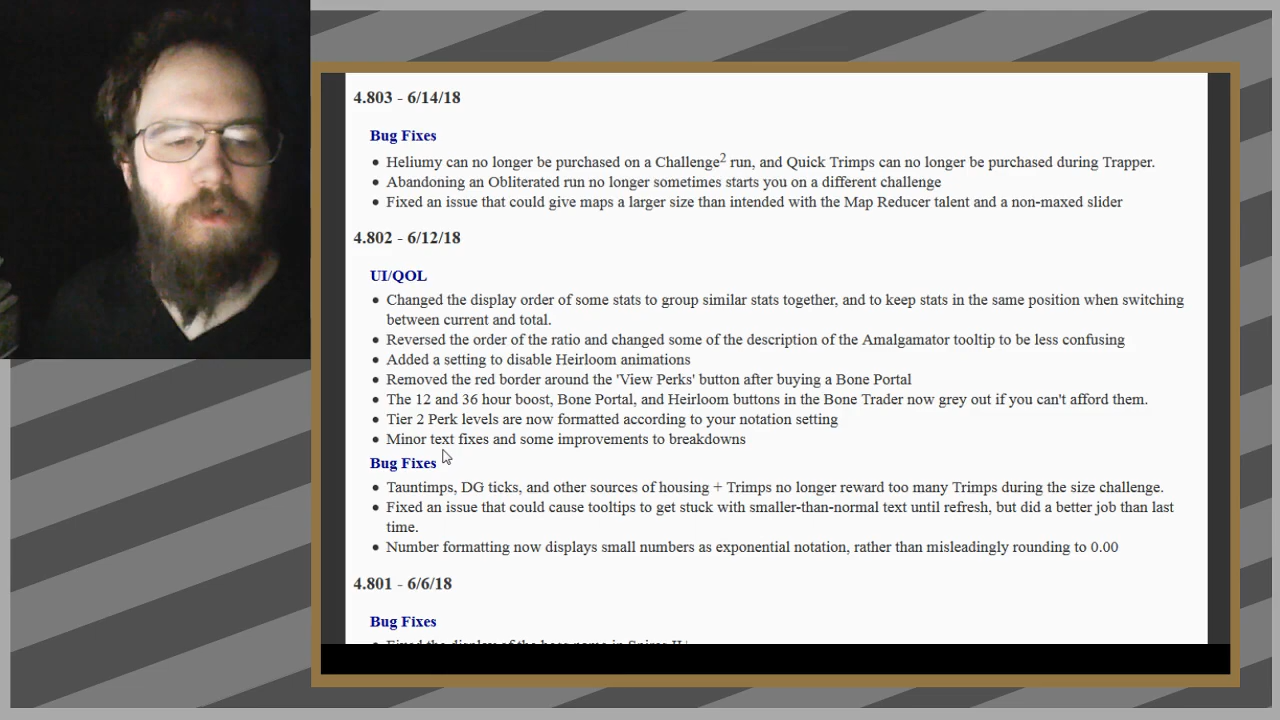 4.803 - 6/14/18
Bug Fixes
• Heliumy can no longer be purchased on a Challenge² run, and Quick Trimps can no longer be purchased during Trapper.
• Abandoning an Obliterated run no longer sometimes starts you on a different challenge
• Fixed an issue that could give maps a larger size than intended with the Map Reducer talent and a non-maxed slider
4.802 - 6/12/18
UI/QOL
• Changed the display order of some stats to group similar stats together, and to keep stats in the same position when switching
between current and total.
• Reversed the order of the ratio and changed some of the description of the Amalgamator tooltip to be less confusing
• Added a setting to disable Heirloom animations
• Removed the red border around the 'View Perks' button after buying a Bone Portal
• The 12 and 36 hour boost, Bone Portal, and Heirloom buttons in the Bone Trader now grey out if you can't afford them.
• Tier 2 Perk levels are now formatted according to your notation setting
• Minor text fixes and some improvements to breakdowns
Bug Fixes
• Tauntimps, DG ticks, and other sources of housing + Trimps no longer reward too many Trimps during the size challenge.
• Fixed an issue that could cause tooltips to get stuck with smaller-than-normal text until refresh, but did a better job than last
time.
• Number formatting now displays small numbers as exponential notation, rather than misleadingly rounding to 0.00
4.801 - 6/6/18
Bug Fixes
• Fixed the display of the